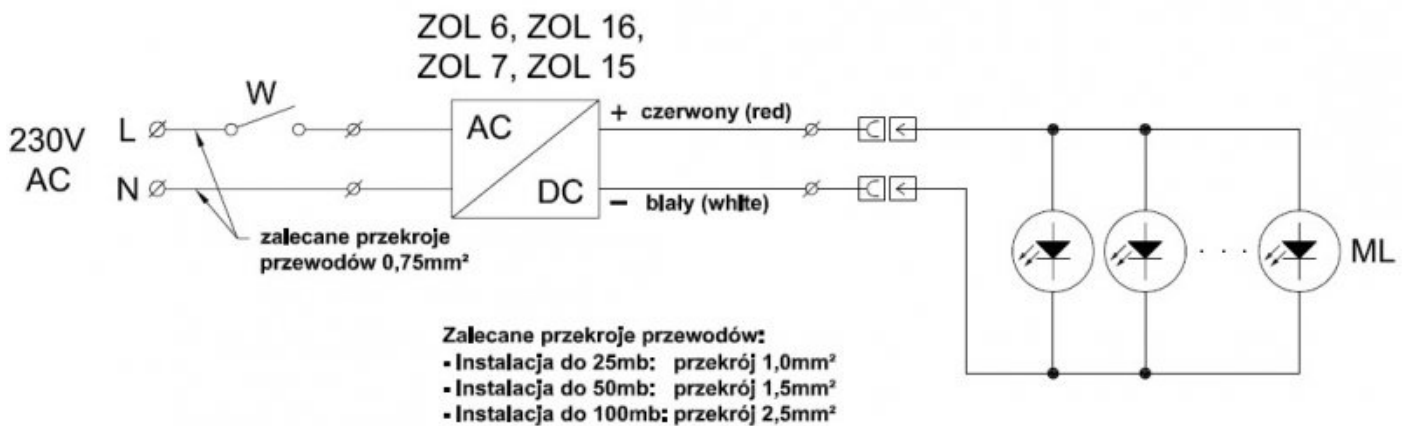 ZOL 6, ZOL 16,
ZOL 7, ZOL 15
W
230V
AC
L
N
AC
DC
+ czerwony (red)
- biały (white)
zalecane przekroje
przewodów 0,75mm²
ML
Zalecane przekroje przewodów:
- Instalacja do 25mb: przekrój 1,0mm²
- Instalacja do 50mb: przekrój 1,5mm²
- Instalacja do 100mb: przekrój 2,5mm²